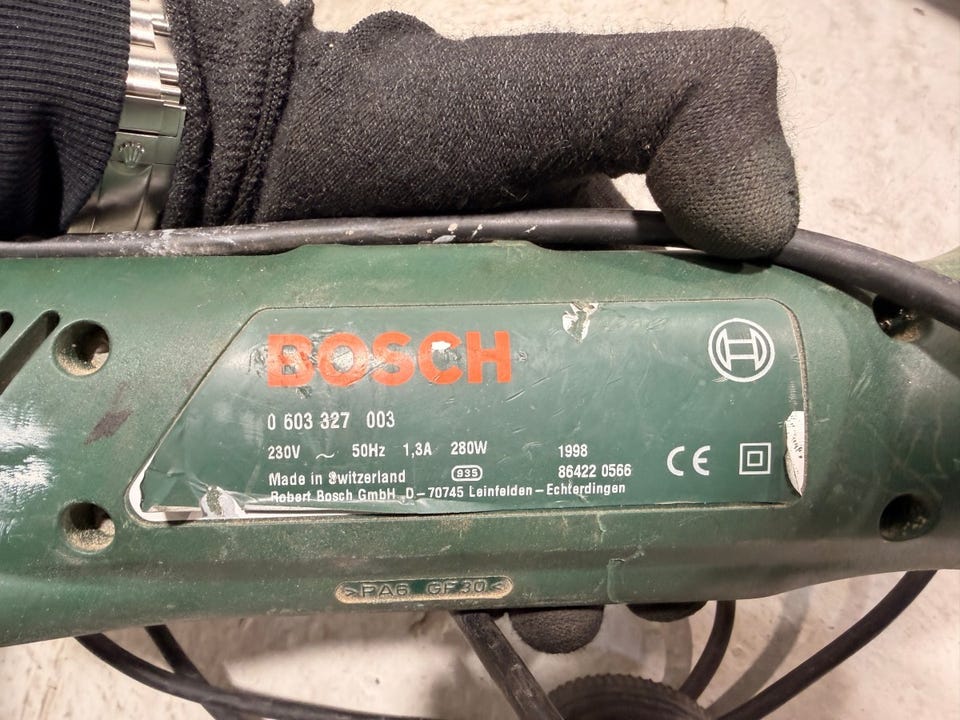 BOSCH
0 603 327 003
230V ~ 50Hz 1,3A 280W 1998
Made in Switzerland 935 86422 0566
Robert Bosch GmbH D-70745 Leinfelden-Echterdingen
CE
>PA6 GF30<